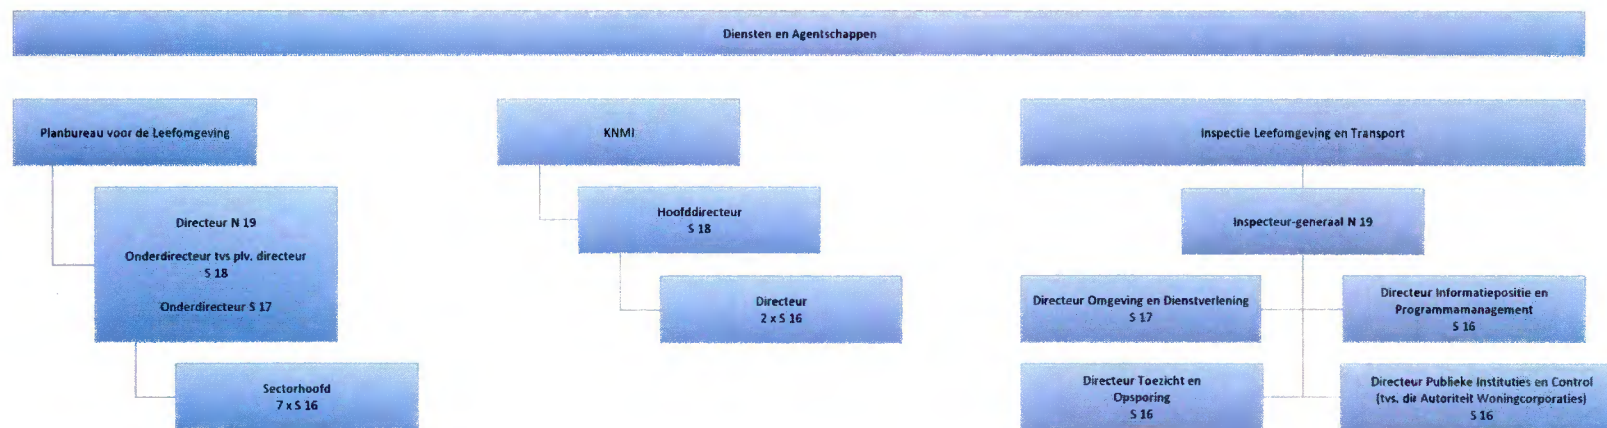 Diensten en Agentschappen
Planbureau voor de Leefomgeving
Directeur N 19
Onderdirecteur tvs plv. directeur
S 18
Onderdirecteur S 17
Sectorhoofd
7 x S 16
KNMI
Hoofddirecteur
S 18
Directeur
2 x S 16
Inspectie Leefomgeving en Transport
Inspecteur-generaal N 19
Directeur Omgeving en Dienstverlening
S 17
Directeur Informatiepositie en
Programmamanagement
S 16
Directeur Toezicht en
Opsporing
S 16
Directeur Publieke Instituties en Control
(tvs. dir Autoriteit Woningcorporaties)
S 16